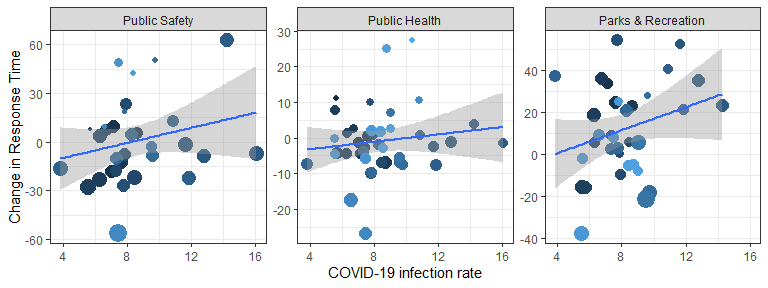 Public Safety
Public Health
Parks & Recreation
Change in Response Time
60
30
0
-30
-60
30
20
10
0
-10
-20
40
20
0
-20
-40
4 8 12 16
4 8 12 16
4 8 12 16
COVID-19 infection rate